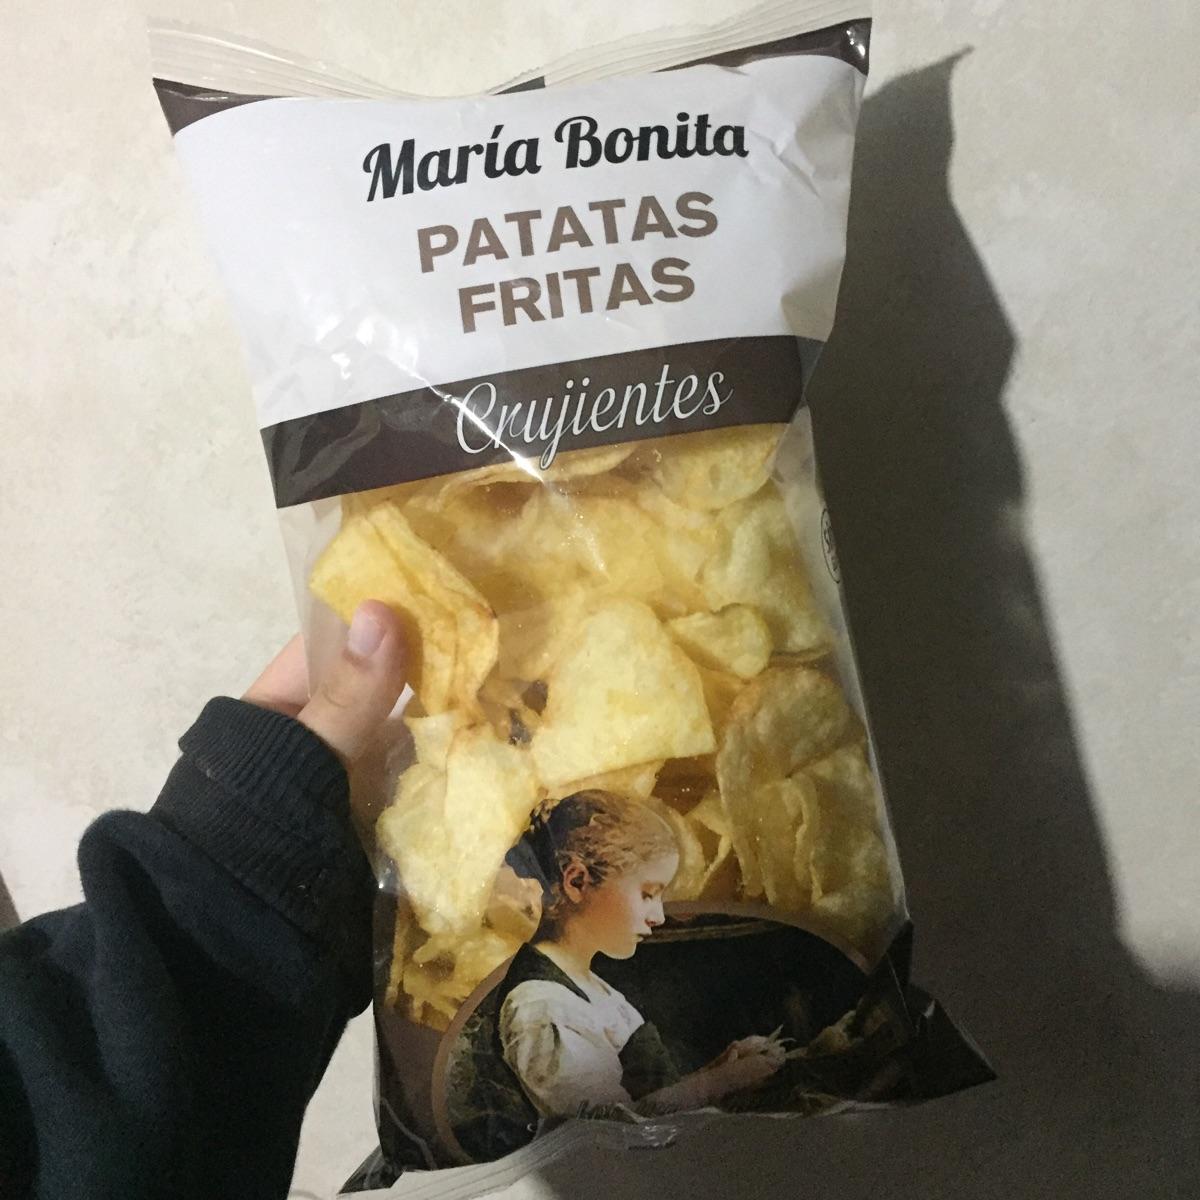 María Bonita
PATATAS
FRITAS
Crujientes